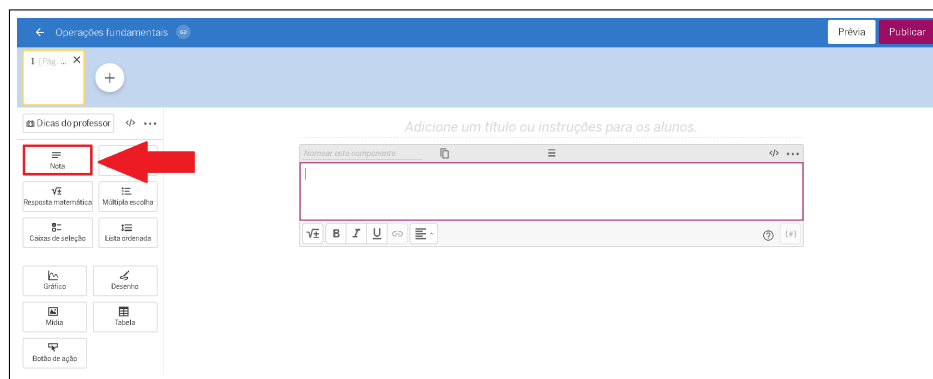 Operações fundamentais
Prévia
Publicar
1 [Pág. ...
Dicas do professor
Adicione um título ou instruções para os alunos.
Nota
Nomear este componente
Resposta matemática
Múltipla escolha
Caixas de seleção
Lista ordenada
B I U
{#}
Gráfico
Desenho
Mídia
Tabela
Botão de ação